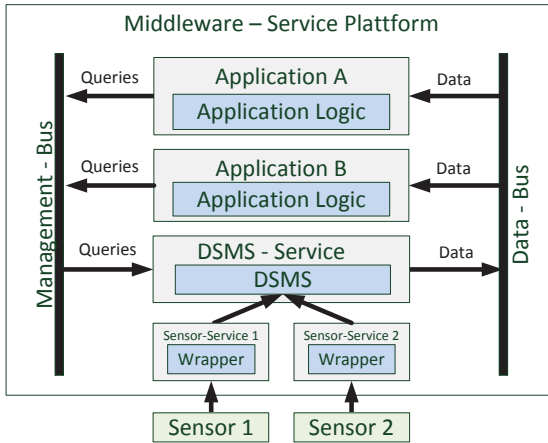 Middleware – Service Plattform
Management - Bus
Queries
Application A
Application Logic
Data
Queries
Application B
Application Logic
Data
Queries
DSMS - Service
DSMS
Data
Data - Bus
Sensor-Service 1
Wrapper
Sensor-Service 2
Wrapper
Sensor 1
Sensor 2